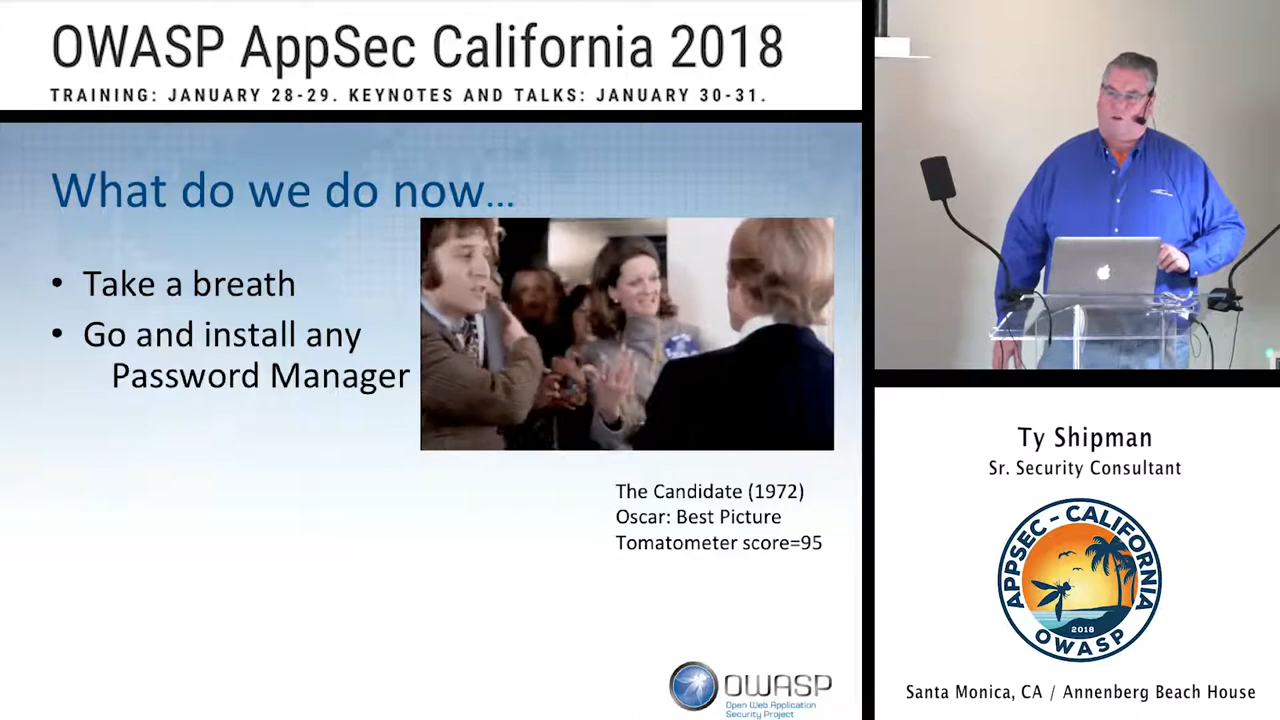 OWASP AppSec California 2018
TRAINING: JANUARY 28-29. KEYNOTES AND TALKS: JANUARY 30-31.
What do we do now...
• Take a breath
• Go and install any
Password Manager
The Candidate (1972)
Oscar: Best Picture
Tomatometer score=95
OWASP
Open Web Application
Security Project
Ty Shipman
Sr. Security Consultant
APPSEC - CALIFORNIA
2018
OWASP
Santa Monica, CA / Annenberg Beach House